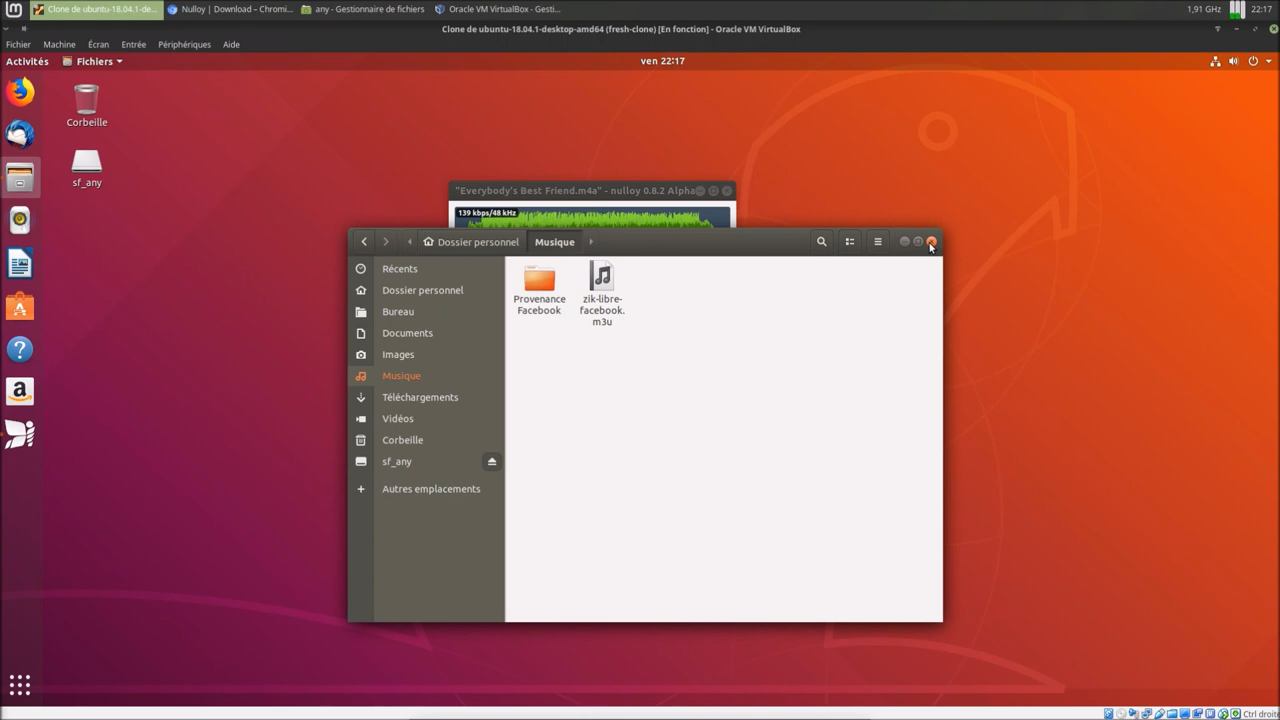 Clone de ubuntu-18.04.1-de...
Nulloy | Download – Chromi...
any - Gestionnaire de fichiers
Oracle VM VirtualBox - Gesti...
1,91 GHz
22:17
Clone de ubuntu-18.04.1-desktop-amd64 (fresh-clone) [En fonction] - Oracle VM VirtualBox
Fichier Machine Écran Entrée Périphériques Aide
Activités
Fichiers
ven 22:17
Corbeille
sf_any
"Everybody's Best Friend.m4a" - nulloy 0.8.2 Alpha
139 kbps/48 kHz
Dossier personnel
Musique
Récents
Dossier personnel
Bureau
Documents
Images
Musique
Téléchargements
Vidéos
Corbeille
sf_any
Autres emplacements
Provenance
Facebook
zik-libre-
facebook.
m3u
Ctrl droite